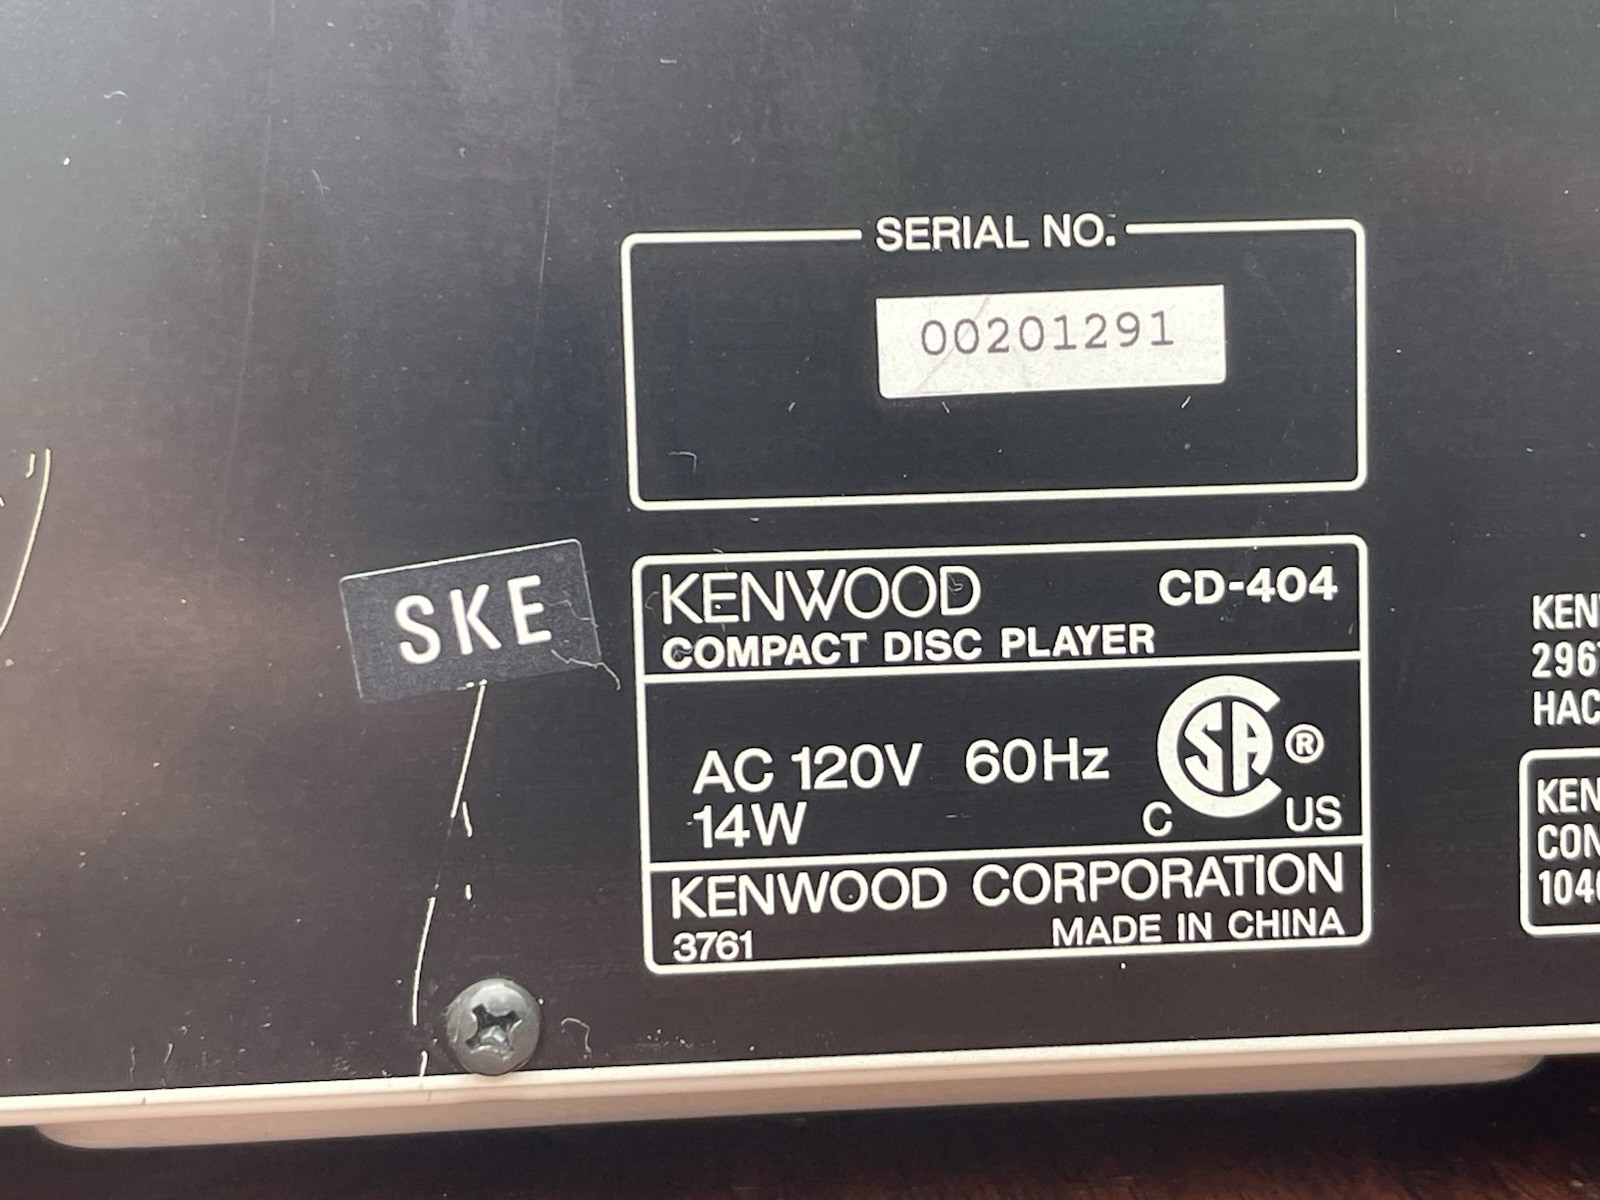 SERIAL NO.
00201291
SKE
KENWOOD CD-404
COMPACT DISC PLAYER
AC 120V 60Hz
14W
CSA ®
C US
KENWOOD CORPORATION
3761 MADE IN CHINA